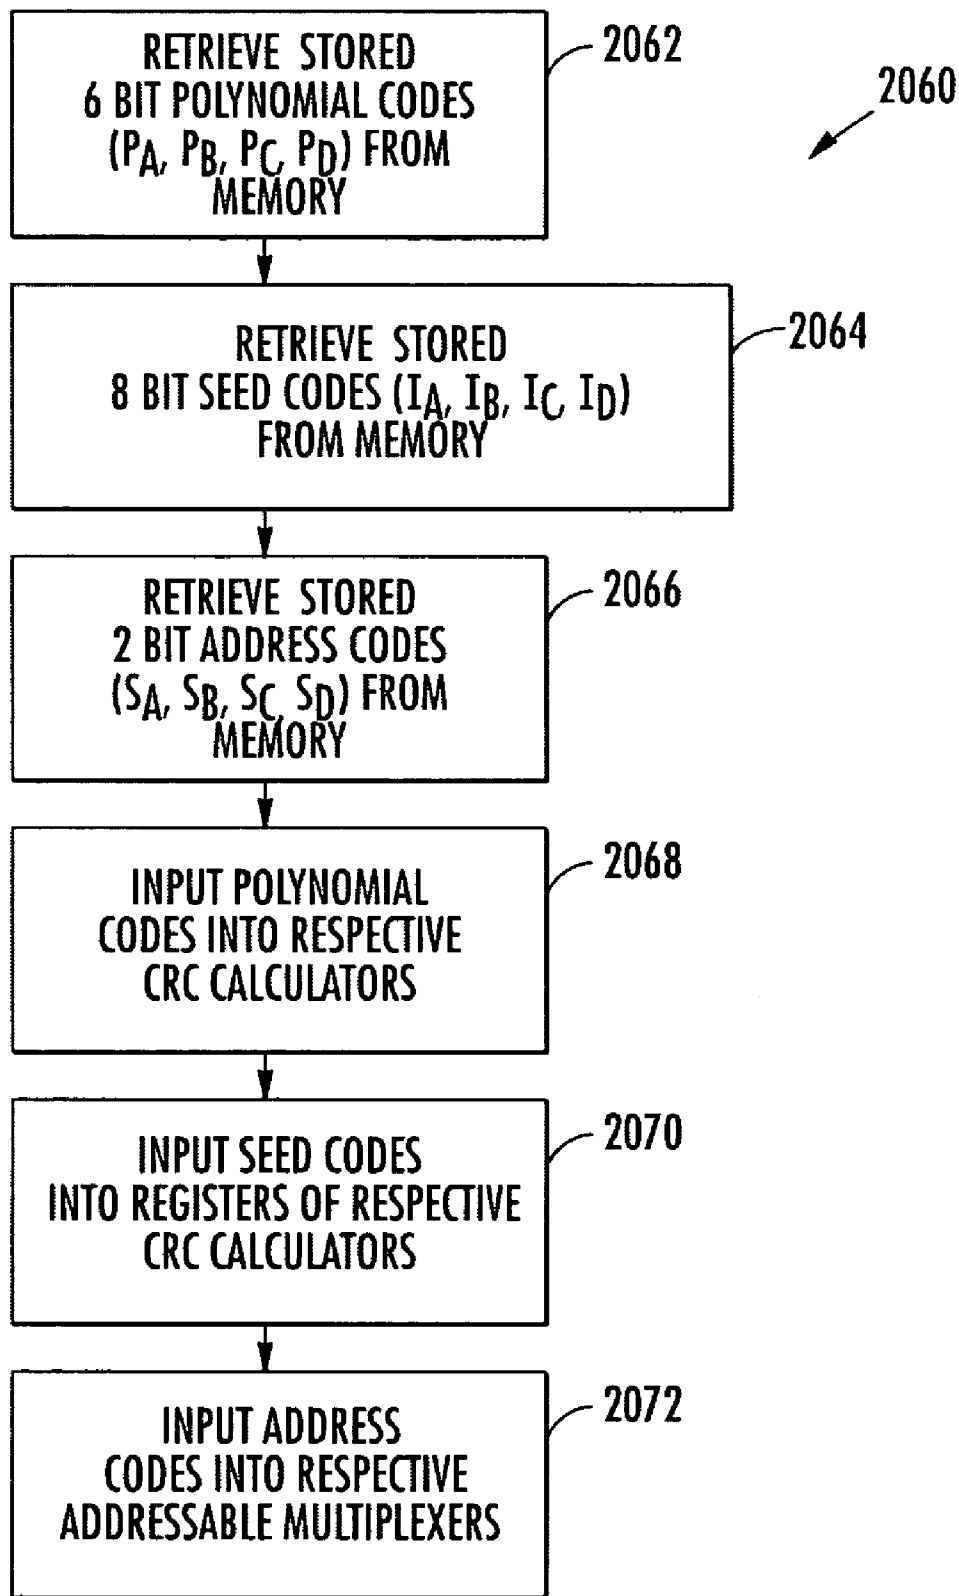 RETRIEVE STORED
6 BIT POLYNOMIAL CODES
(PA, PB, PC, PD) FROM
MEMORY
2062
2060
RETRIEVE STORED
8 BIT SEED CODES (IA, IB, IC, ID)
FROM MEMORY
2064
RETRIEVE STORED
2 BIT ADDRESS CODES
(SA, SB, SC, SD) FROM
MEMORY
2066
INPUT POLYNOMIAL
CODES INTO RESPECTIVE
CRC CALCULATORS
2068
INPUT SEED CODES
INTO REGISTERS OF RESPECTIVE
CRC CALCULATORS
2070
INPUT ADDRESS
CODES INTO RESPECTIVE
ADDRESSABLE MULTIPLEXERS
2072